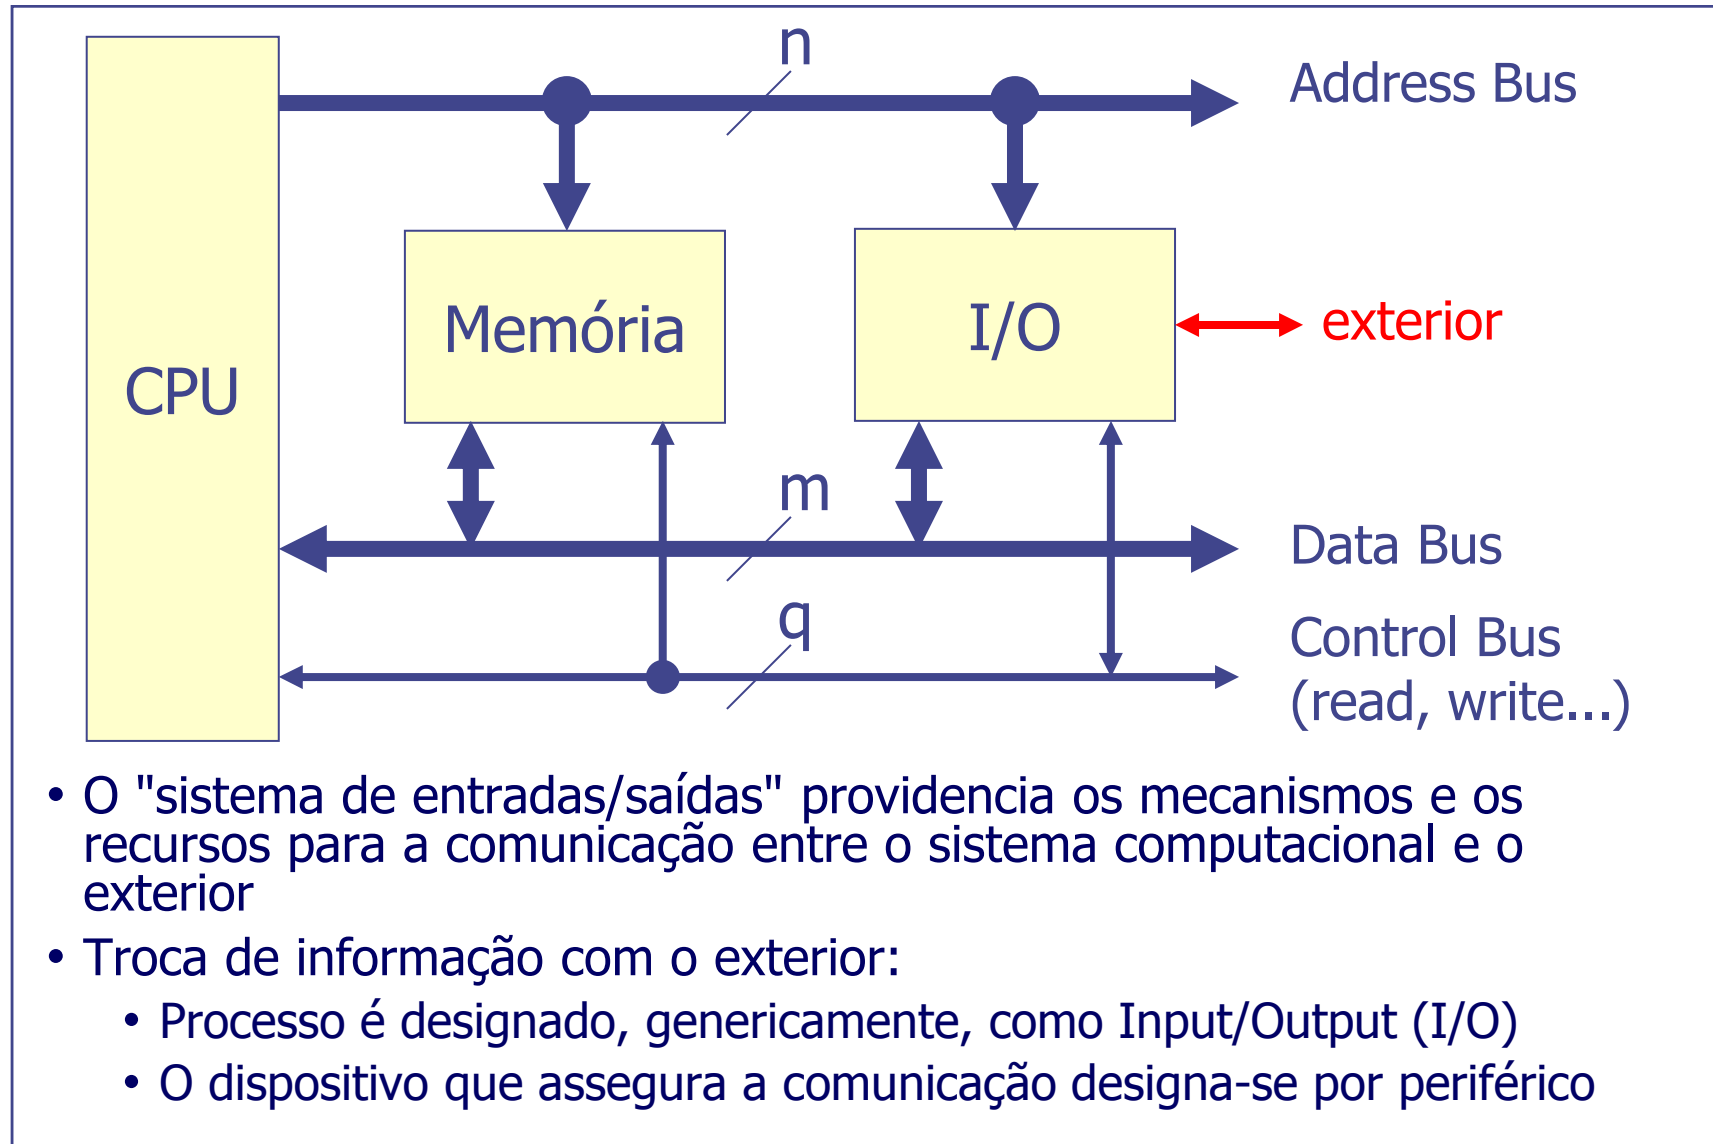 n
Address Bus
CPU
Memória
I/O
exterior
m
Data Bus
q
Control Bus
(read, write...)
• O "sistema de entradas/saídas" providencia os mecanismos e os
recursos para a comunicação entre o sistema computacional e o
exterior
• Troca de informação com o exterior:
• Processo é designado, genericamente, como Input/Output (I/O)
• O dispositivo que assegura a comunicação designa-se por periférico